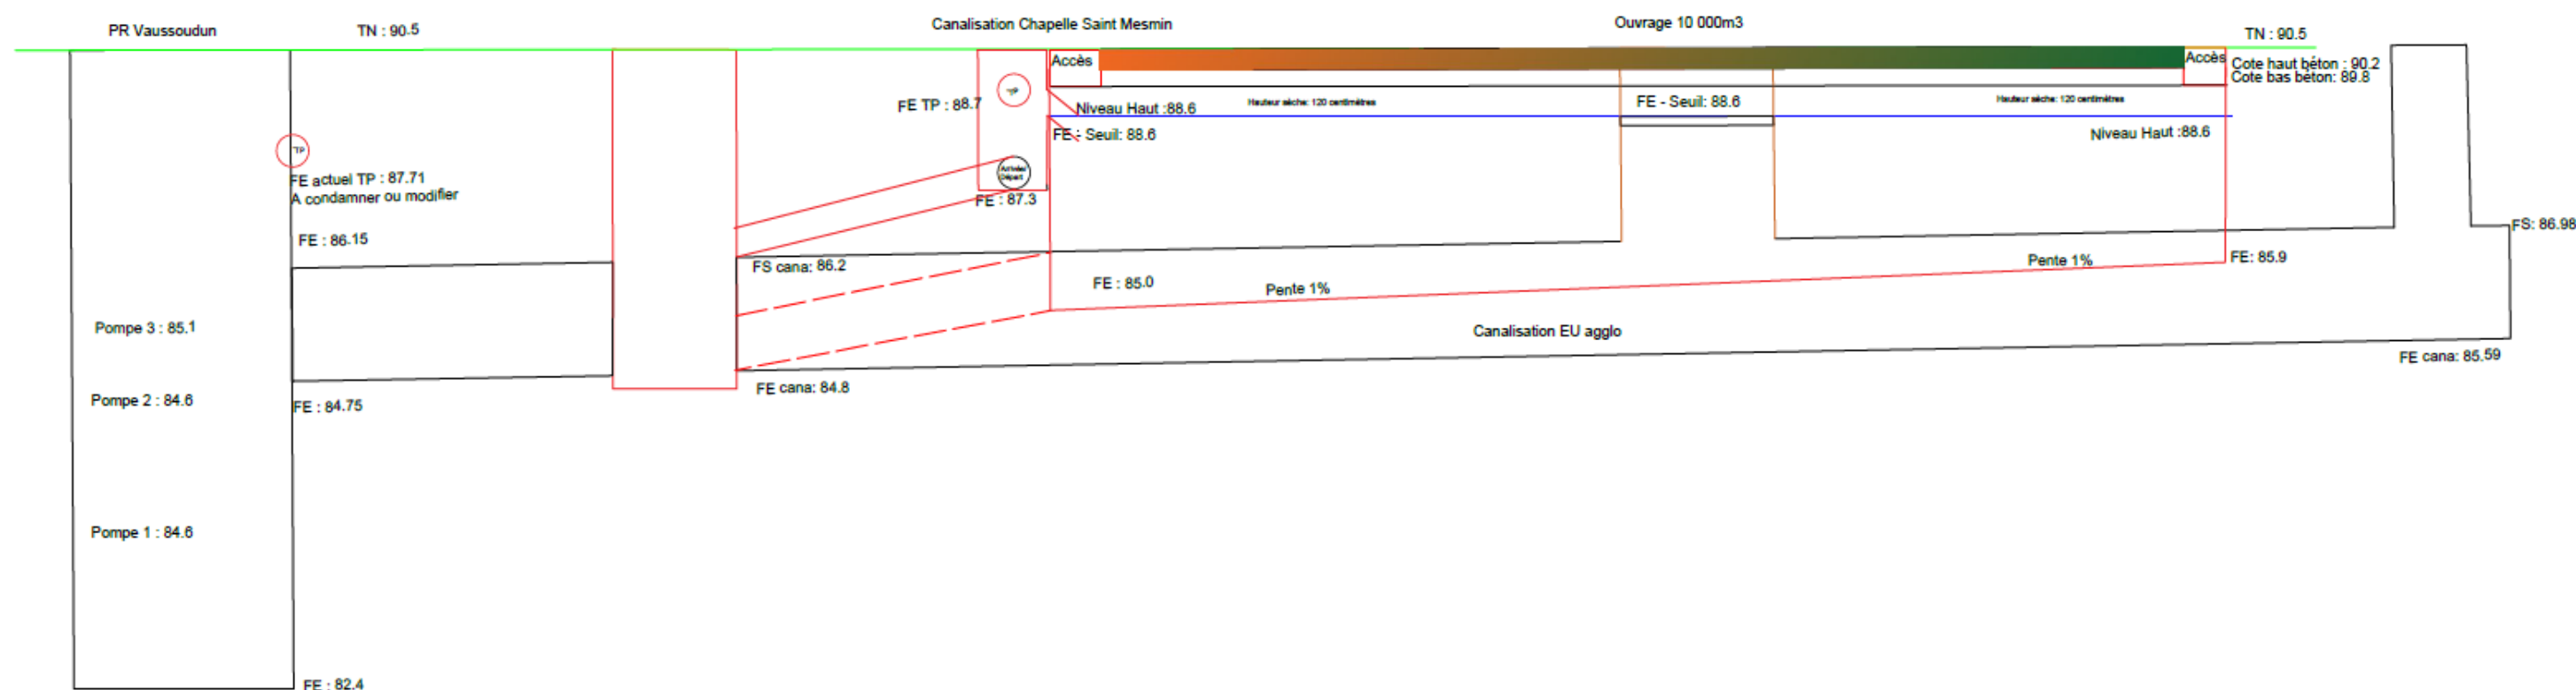 PR Vaussoudun
TN : 90.5
Canalisation Chapelle Saint Mesmin
Ouvrage 10 000m3
TN : 90.5
Accès
Accès
Cote haut béton : 90.2
Cote bas béton: 89.8
TP
FE TP : 88.7
Niveau Haut :88.6
Hauteur sèche: 120 centimètres
FE - Seuil: 88.6
Hauteur sèche: 120 centimètres
FE - Seuil: 88.6
Niveau Haut :88.6
TP
FE actuel TP : 87.71
A condamner ou modifier
Arrivée/
Départ
FE : 87.3
FS: 86.98
FE : 86.15
FS cana: 86.2
FE : 85.0
Pente 1%
Pente 1%
FE: 85.9
Pompe 3 : 85.1
Canalisation EU agglo
FE cana: 85.59
FE cana: 84.8
Pompe 2 : 84.6
FE : 84.75
Pompe 1 : 84.6
FE : 82.4